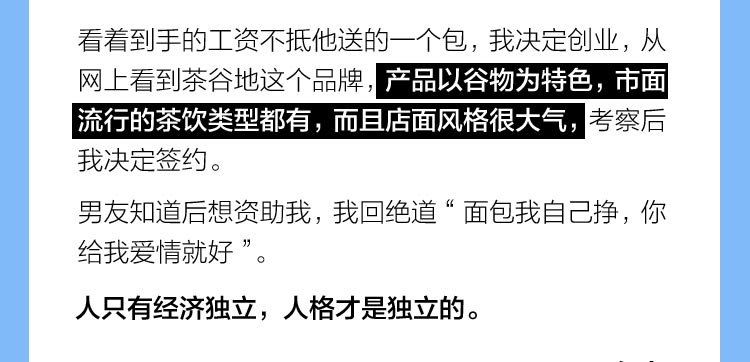 看着到手的工资不抵他送的一个包，我决定创业，从
网上看到茶谷地这个品牌，产品以谷物为特色，市面
流行的茶饮类型都有，而且店面风格很大气，考察后
我决定签约。
男友知道后想资助我，我回绝道“面包我自己挣，你
给我爱情就好”。
人只有经济独立，人格才是独立的。